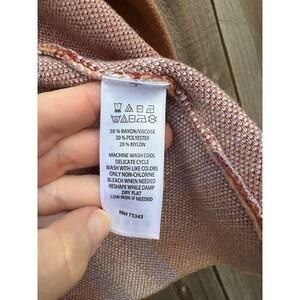 50 % RAYON/VISCOSE
30 % POLYESTER
20 % NYLON
MACHINE WASH COOL
DELICATE CYCLE
WASH WITH LIKE COLORS
ONLY NON-CHLORINE
BLEACH WHEN NEEDED
RESHAPE WHILE DAMP
DRY FLAT
LOW IRON IF NEEDED
RN# 73343